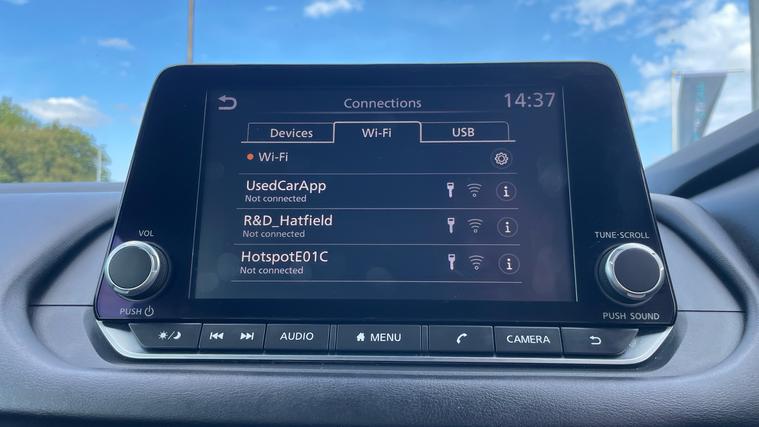 Connections
14:37
Devices
Wi-Fi
USB
Wi-Fi
UsedCarApp
Not connected
R&D_Hatfield
Not connected
HotspotE01C
Not connected
VOL
PUSH
TUNE·SCROLL
PUSH SOUND
AUDIO
MENU
CAMERA